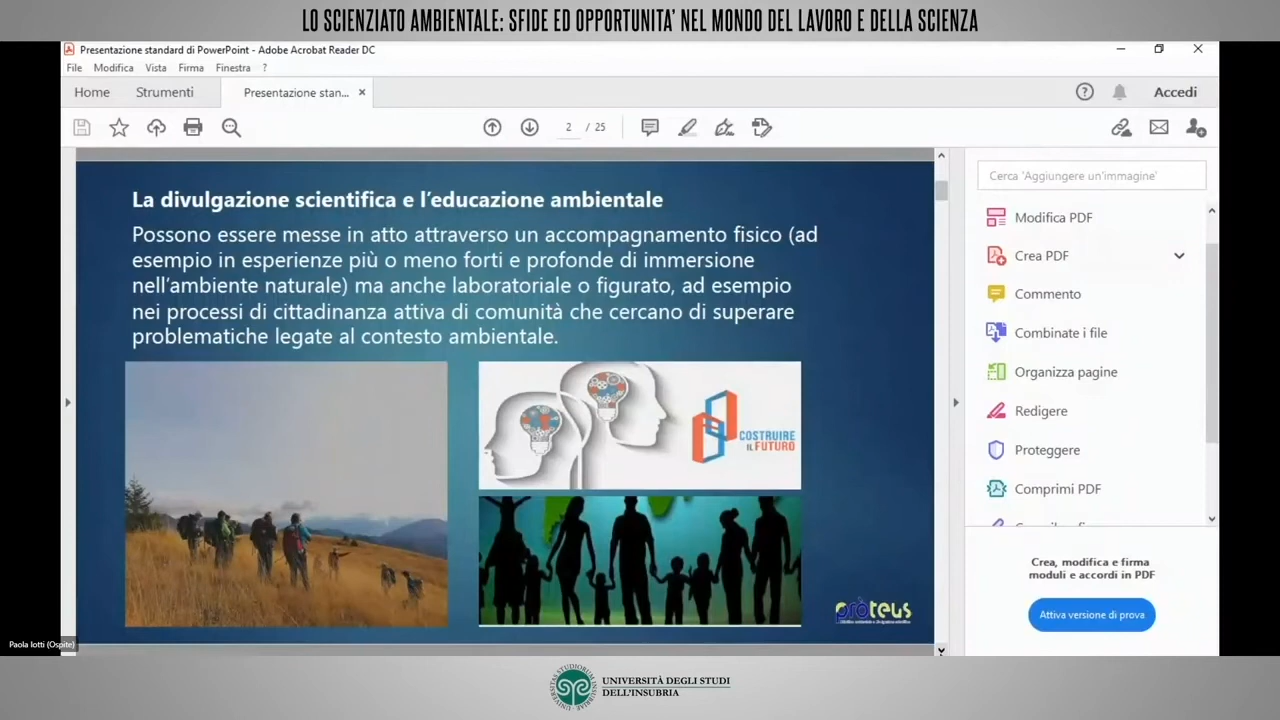 LO SCIENZIATO AMBIENTALE: SFIDE ED OPPORTUNITA' NEL MONDO DEL LAVORO E DELLA SCIENZA
Presentazione standard di PowerPoint - Adobe Acrobat Reader DC
File Modifica Vista Firma Finestra ?
Home Strumenti Presentazione stan... × Accedi
2 / 25
La divulgazione scientifica e l'educazione ambientale
Possono essere messe in atto attraverso un accompagnamento fisico (ad
esempio in esperienze più o meno forti e profonde di immersione
nell'ambiente naturale) ma anche laboratoriale o figurato, ad esempio
nei processi di cittadinanza attiva di comunità che cercano di superare
problematiche legate al contesto ambientale.
COSTRUIRE
IL FUTURO
pròteus
Cerca 'Aggiungere un'immagine'
Modifica PDF
Crea PDF
Commento
Combinate i file
Organizza pagine
Redigere
Proteggere
Comprimi PDF
Crea, modifica e firma
moduli e accordi in PDF
Attiva versione di prova
Paola Iotti (Ospite)
UNIVERSITÀ DEGLI STUDI
DELL'INSUBRIA